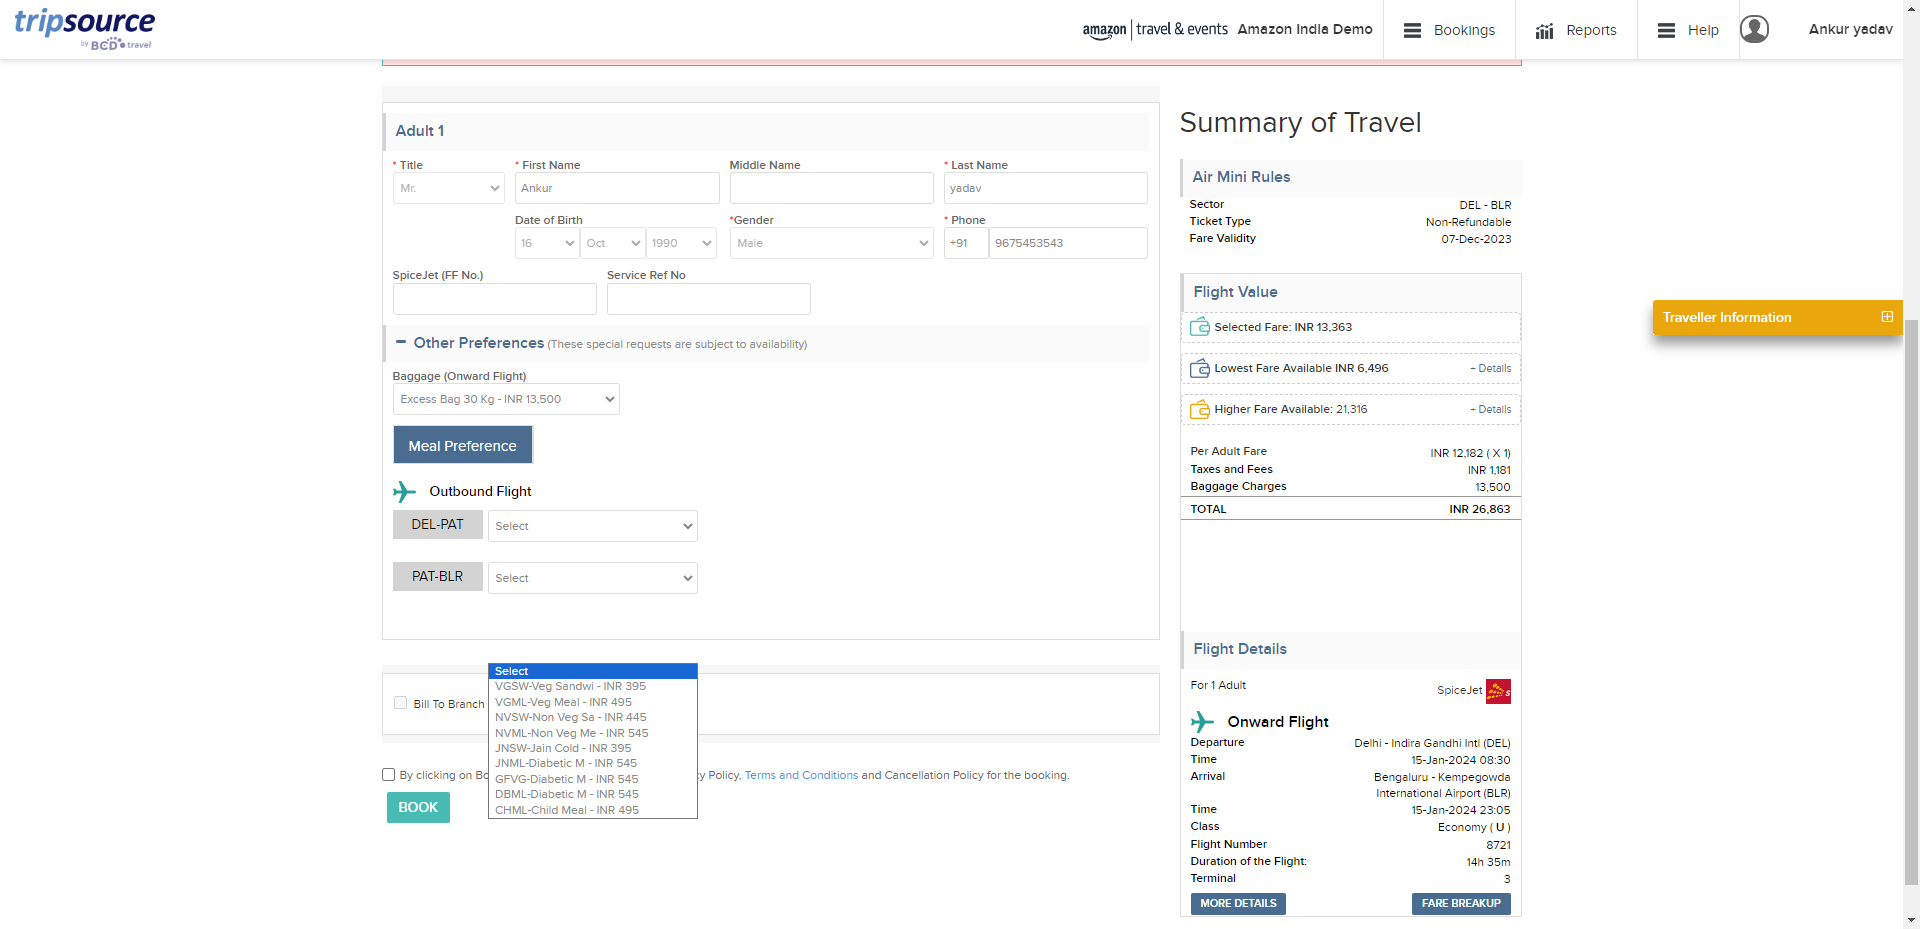 tripsource
by BCD travel
amazon | travel & events Amazon India Demo
Bookings
Reports
Help
Ankur yadav
Adult 1
* Title
* First Name
Middle Name
* Last Name
Mr.
Ankur
yadav
Date of Birth
*Gender
* Phone
16
Oct
1990
Male
+91
9675453543
SpiceJet (FF No.)
Service Ref No
Other Preferences (These special requests are subject to availability)
Baggage (Onward Flight)
Excess Bag 30 Kg - INR 13,500
Meal Preference
Outbound Flight
DEL-PAT
Select
PAT-BLR
Select
Select
VGSW-Veg Sandwi - INR 395
VGML-Veg Meal - INR 495
NVSW-Non Veg Sa - INR 445
NVML-Non Veg Me - INR 545
JNSW-Jain Cold - INR 395
JNML-Diabetic M - INR 545
GFVG-Diabetic M - INR 545
DBML-Diabetic M - INR 545
CHML-Child Meal - INR 495
Bill To Branch
By clicking on Bo
y Policy, Terms and Conditions and Cancellation Policy for the booking.
BOOK
Summary of Travel
Air Mini Rules
Sector DEL - BLR
Ticket Type Non-Refundable
Fare Validity 07-Dec-2023
Flight Value
Selected Fare: INR 13,363
Lowest Fare Available INR 6,496 + Details
Higher Fare Available: 21,316 + Details
Per Adult Fare INR 12,182 ( X 1)
Taxes and Fees INR 1,181
Baggage Charges 13,500
TOTAL INR 26,863
Flight Details
For 1 Adult SpiceJet
Onward Flight
Departure Delhi - Indira Gandhi Intl (DEL)
Time 15-Jan-2024 08:30
Arrival Bengaluru - Kempegowda
International Airport (BLR)
Time 15-Jan-2024 23:05
Class Economy ( U )
Flight Number 8721
Duration of the Flight: 14h 35m
Terminal 3
MORE DETAILS
FARE BREAKUP
Traveller Information